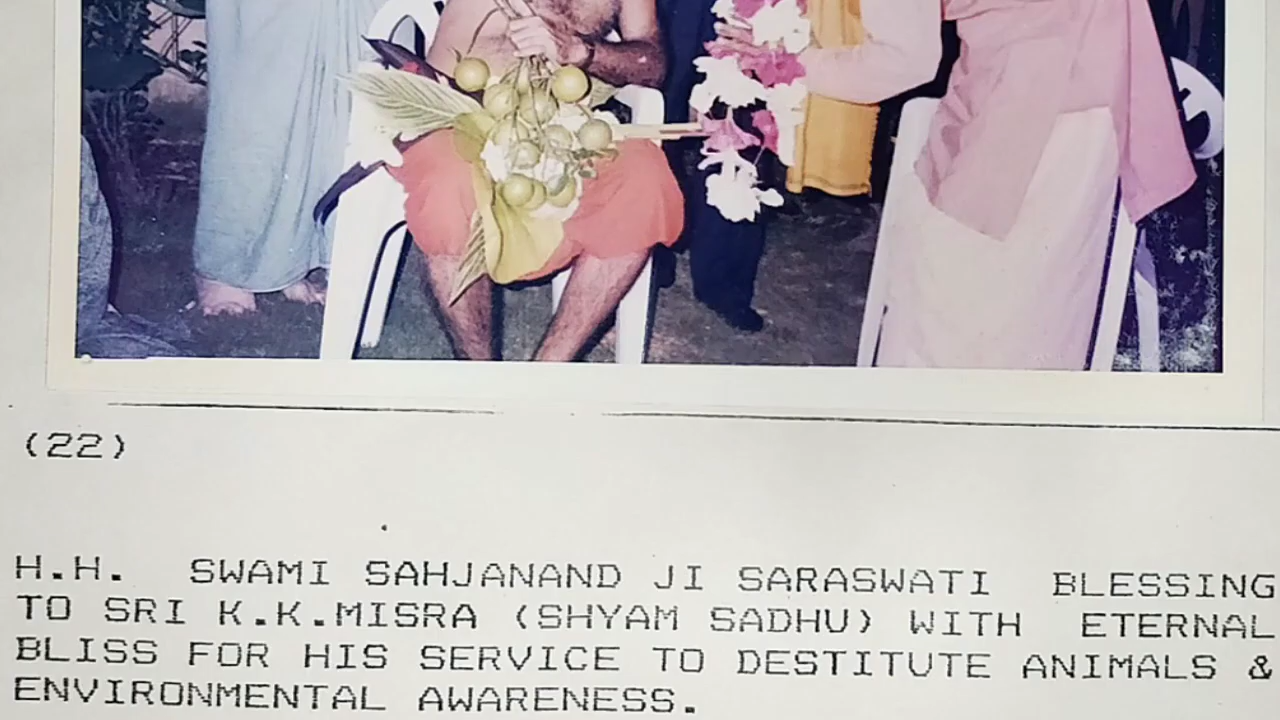 (22)
H.H. SWAMI SAHJANAND JI SARASWATI BLESSING
TO SRI K.K.MISRA (SHYAM SADHU) WITH ETERNAL
BLISS FOR HIS SERVICE TO DESTITUTE ANIMALS &
ENVIRONMENTAL AWARENESS.